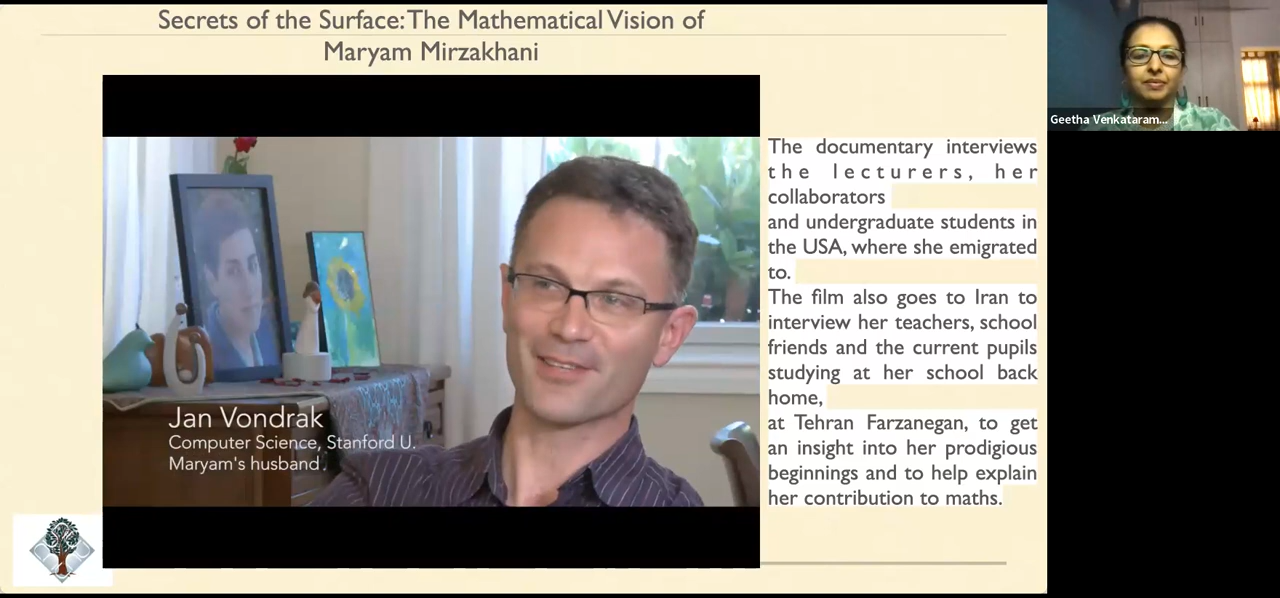 Secrets of the Surface: The Mathematical Vision of
Maryam Mirzakhani
Geetha Venkataram...
The documentary interviews
the lecturers, her
collaborators
and undergraduate students in
the USA, where she emigrated
to.
The film also goes to Iran to
interview her teachers, school
friends and the current pupils
studying at her school back
home,
at Tehran Farzanegan, to get
an insight into her prodigious
beginnings and to help explain
her contribution to maths.
Jan Vondrak
Computer Science, Stanford U.
Maryam's husband